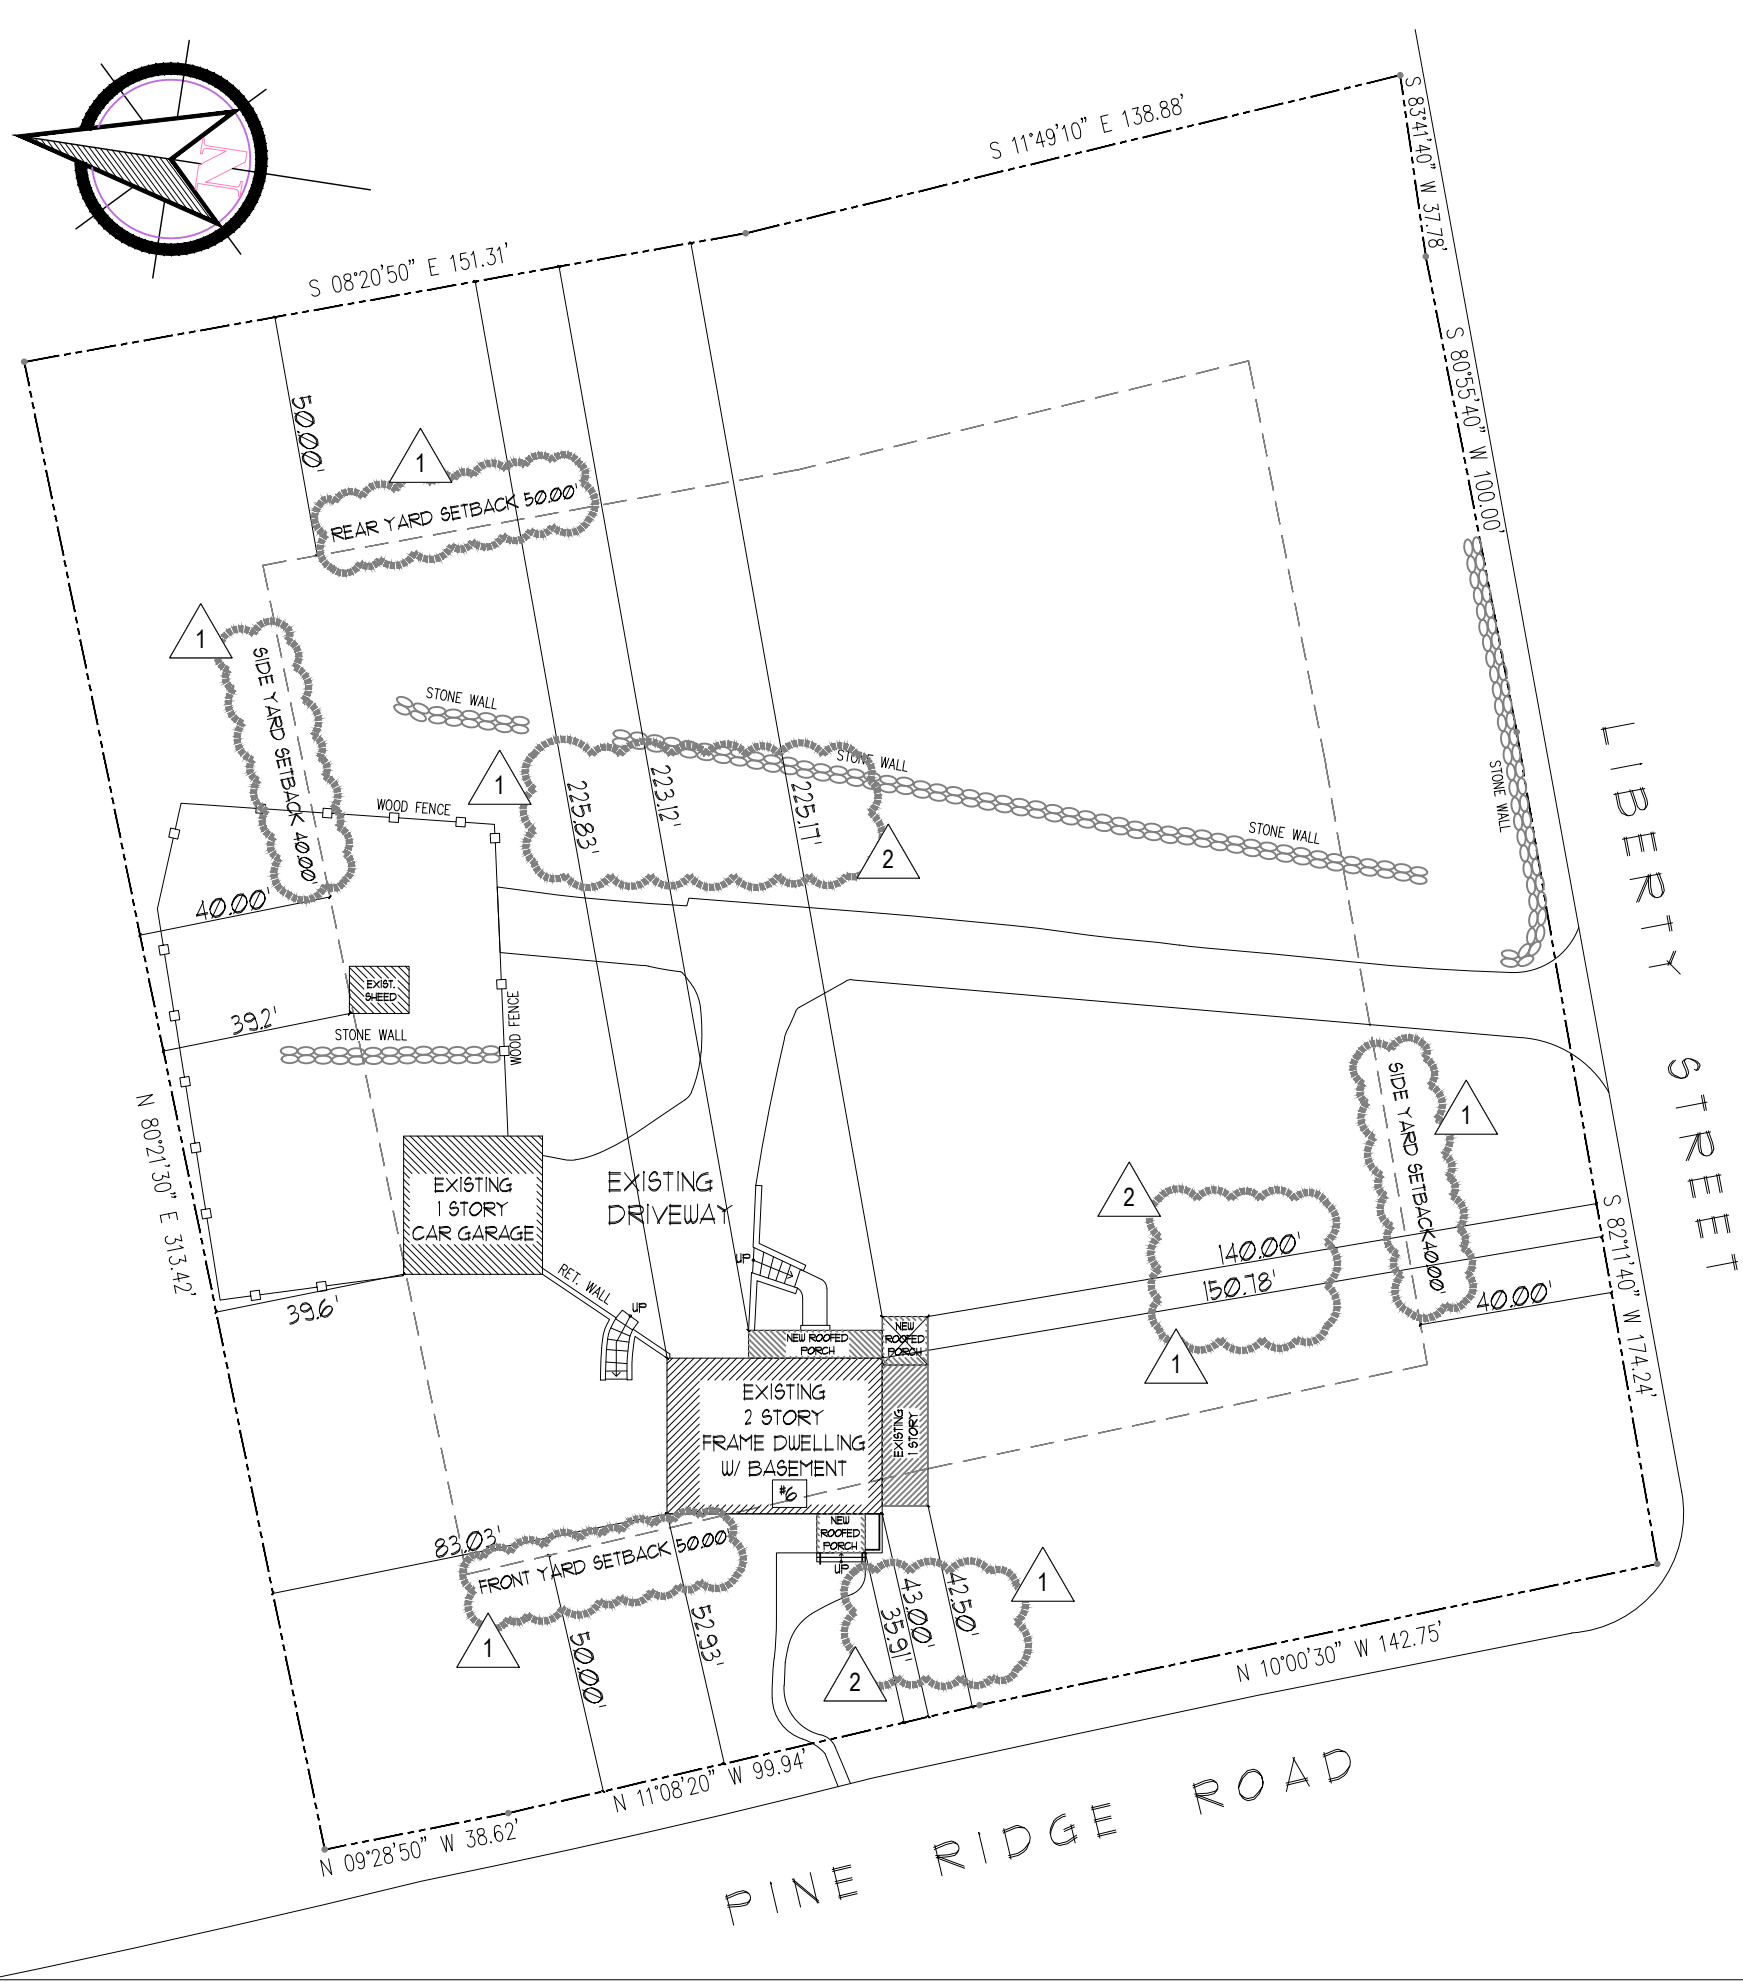 N
S 11°49'10" E 138.88'
S 83°41'40" W 37.78'
S 08°20'50" E 151.31'
S 80°55'40" W 100.00'
50.00'
1
REAR YARD SETBACK 50.00'
1
SIDE YARD SETBACK 40.00'
STONE WALL
1
225.83'
223.12'
225.17'
STONE WALL
STONE WALL
STONE WALL
2
WOOD FENCE
40.00'
EXIST.
SHEED
39.2'
STONE WALL
WOOD FENCE
LIBERTY STREET
N 80°21'30" E 313.42'
EXISTING
1 STORY
CAR GARAGE
EXISTING
DRIVEWAY
UP
RET. WALL
UP
39.6'
SIDE YARD SETBACK 40.00'
1
2
140.00'
150.78'
1
40.00'
S 82°11'40" W 174.24'
NEW ROOFED
PORCH
NEW
ROOFED
PORCH
EXISTING
2 STORY
FRAME DWELLING
W/ BASEMENT
#6
EXISTING
1 STORY
NEW
ROOFED
PORCH
UP
83.03'
FRONT YARD SETBACK 50.00'
1
50.00'
52.93'
35.91'
43.00'
42.50'
1
2
N 10°00'30" W 142.75'
N 11°08'20" W 99.94'
N 09°28'50" W 38.62'
PINE RIDGE ROAD